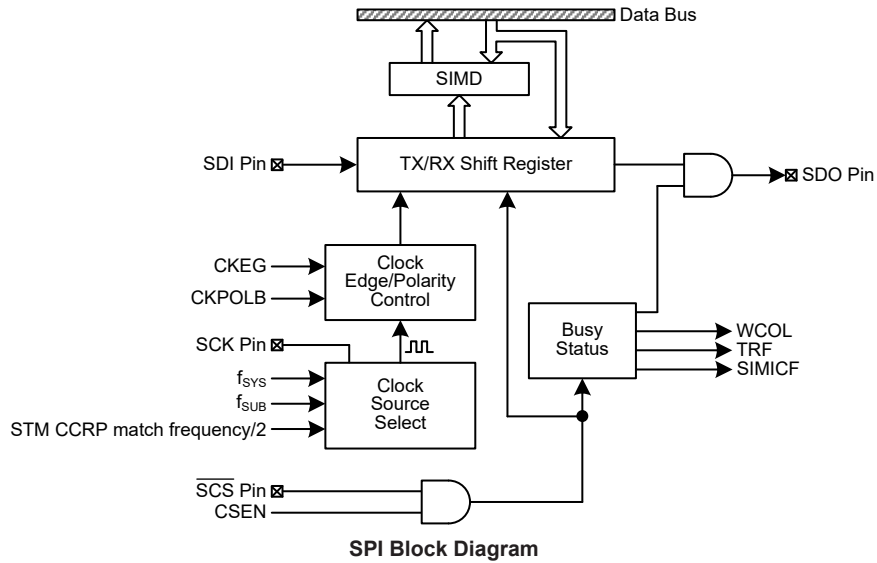 Data Bus
SIMD
SDI Pin
TX/RX Shift Register
SDO Pin
CKEG
CKPOLB
Clock
Edge/Polarity
Control
SCK Pin
fSYS
fSUB
STM CCRP match frequency/2
Clock
Source
Select
Busy
Status
WCOL
TRF
SIMICF
SCS Pin
CSEN
SPI Block Diagram